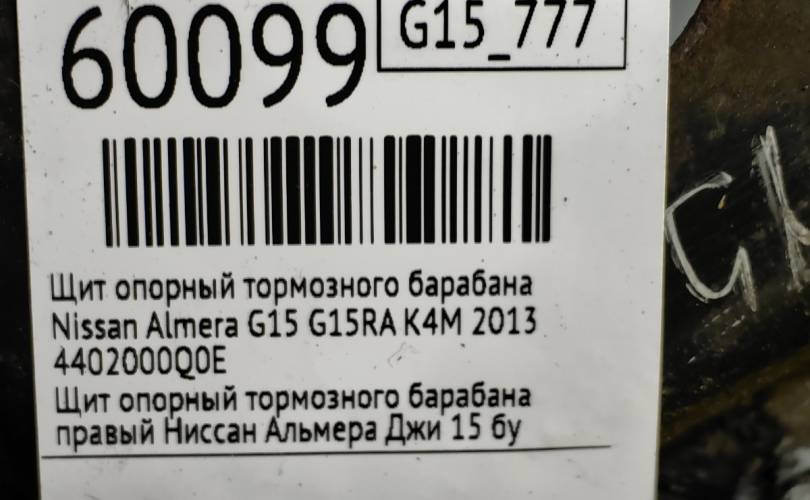 60099
G15_777
Щит опорный тормозного барабана
Nissan Almera G15 G15RA K4M 2013
4402000Q0E
Щит опорный тормозного барабана
правый Ниссан Альмера Джи 15 бу